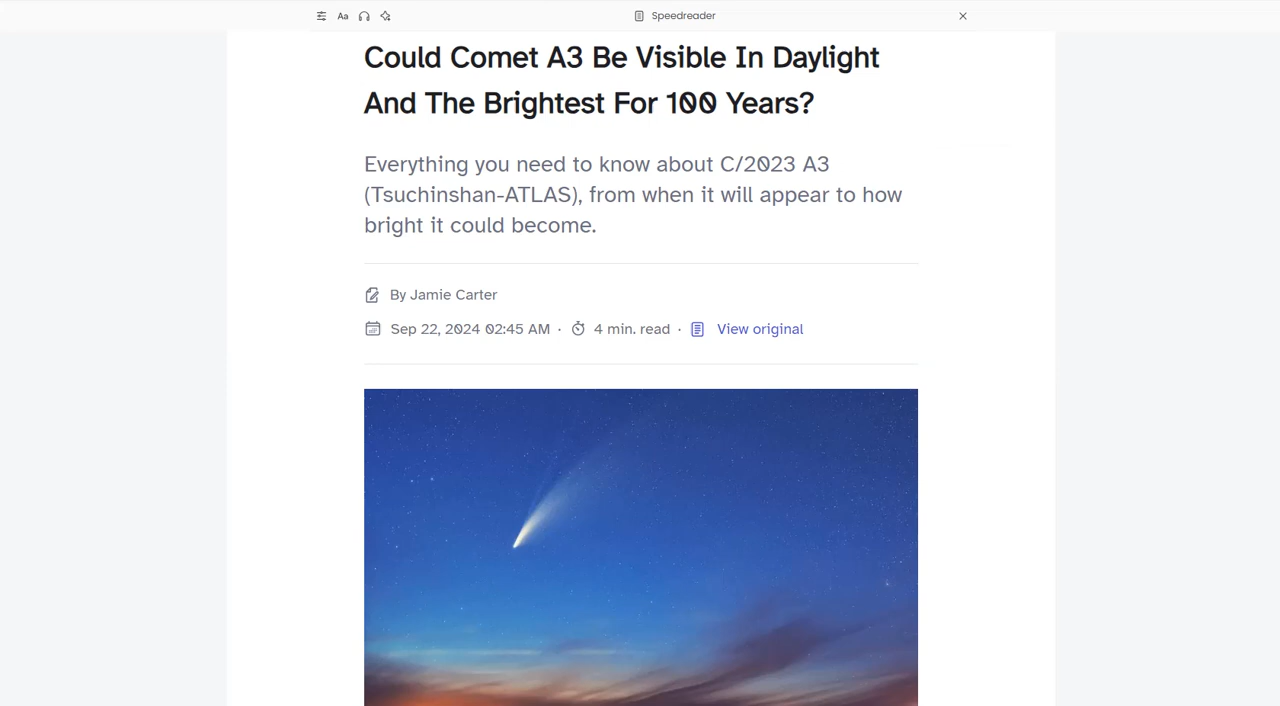 Aa
Speedreader
Could Comet A3 Be Visible In Daylight
And The Brightest For 100 Years?
Everything you need to know about C/2023 A3
(Tsuchinshan-ATLAS), from when it will appear to how
bright it could become.
By Jamie Carter
Sep 22, 2024 02:45 AM · 4 min. read · View original